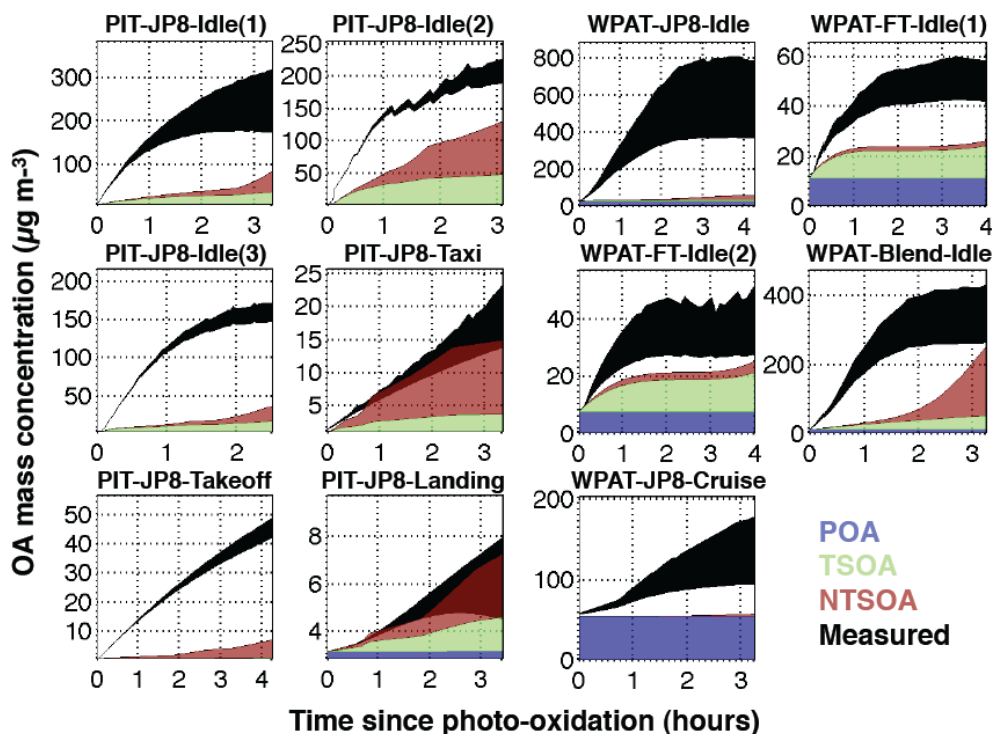 PIT-JP8-Idle(1) PIT-JP8-Idle(2) WPAT-JP8-Idle WPAT-FT-Idle(1)
300
200
100
0 1 2 3
250
200
150
100
50
0 1 2 3
800
600
400
200
0
0 1 2 3 4
60
40
20
0
0 1 2 3 4
PIT-JP8-Idle(3) PIT-JP8-Taxi WPAT-FT-Idle(2) WPAT-Blend-Idle
200
150
100
50
0 1 2
25
20
15
10
5
0 1 2 3
40
20
0
0 1 2 3 4
400
200
0
0 1 2 3
PIT-JP8-Takeoff PIT-JP8-Landing WPAT-JP8-Cruise
50
40
30
20
10
0 1 2 3 4
8
6
4
0 1 2 3
200
100
0
0 1 2 3
POA
TSOA
NTSOA
Measured
OA mass concentration (µg m-3)
Time since photo-oxidation (hours)